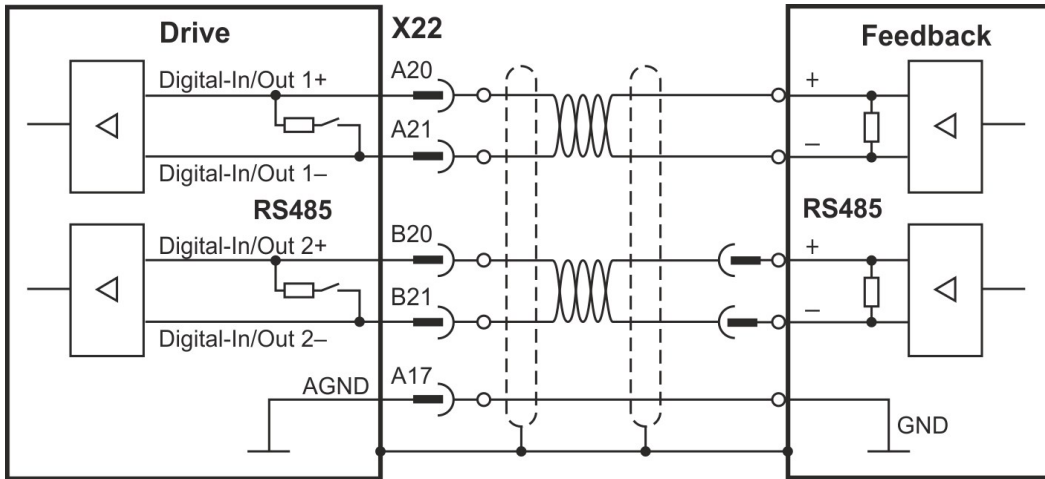 Drive
X22
Feedback
Digital-In/Out 1+
A20
+
A21
–
Digital-In/Out 1–
RS485
RS485
Digital-In/Out 2+
B20
+
B21
–
Digital-In/Out 2–
AGND
A17
GND